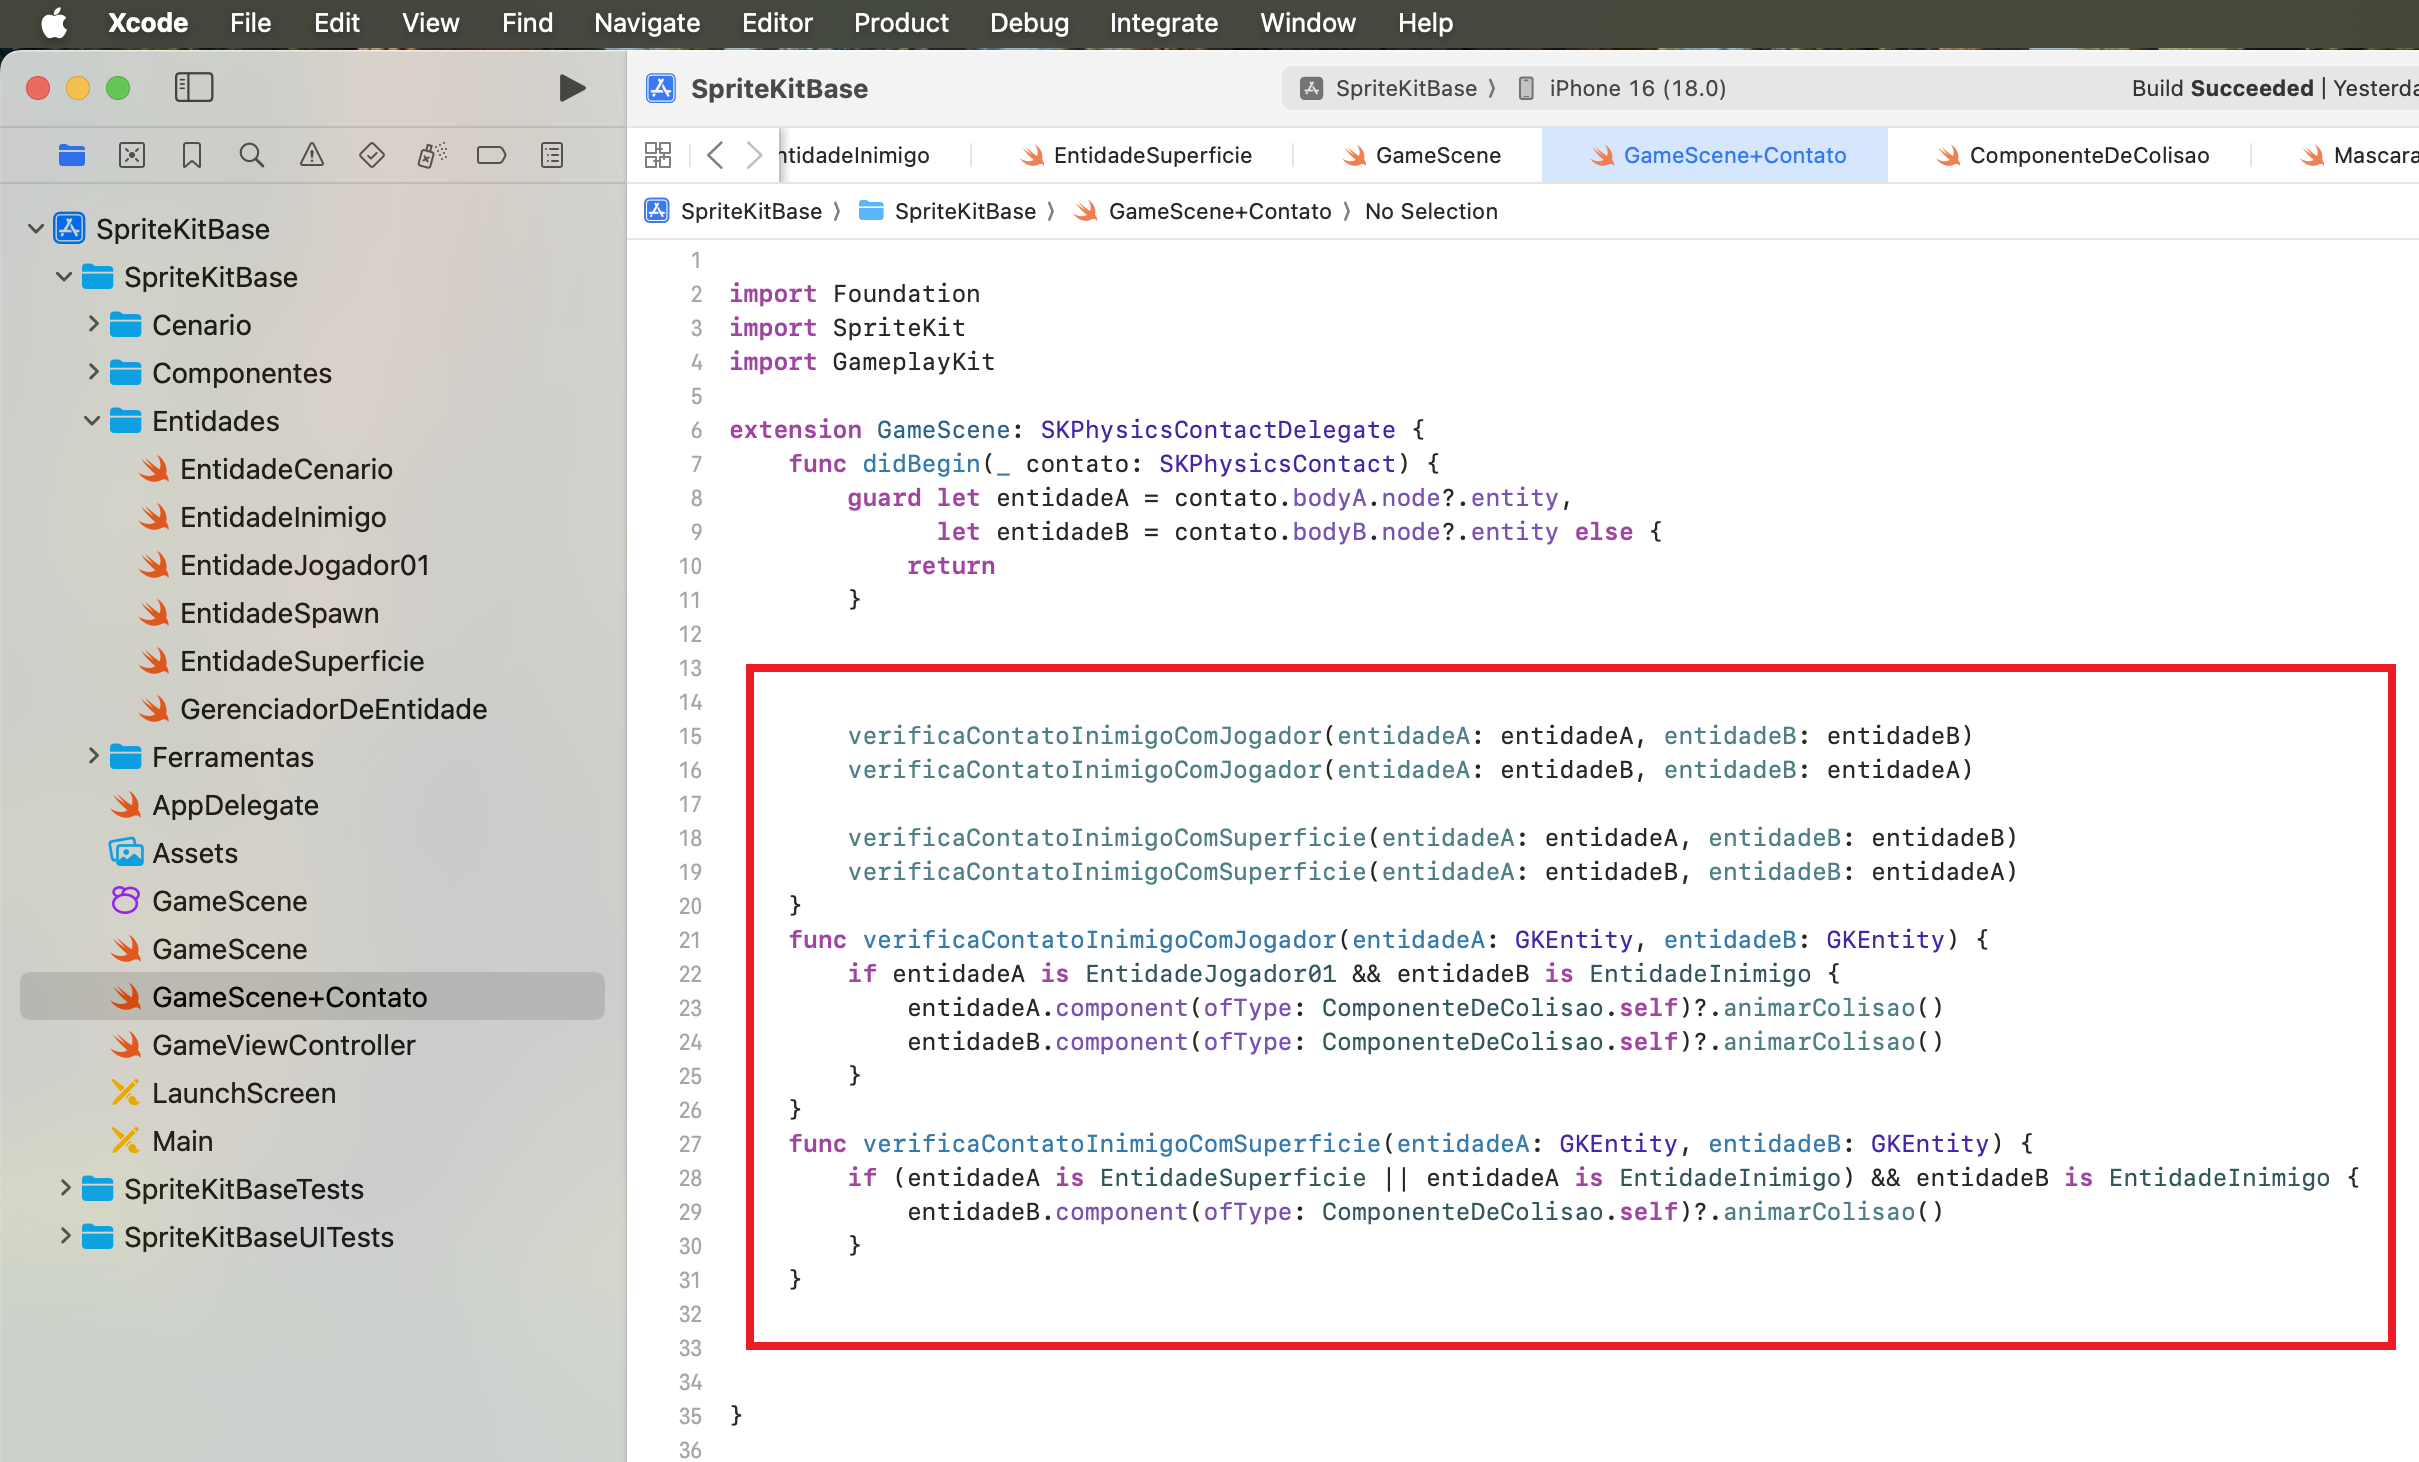 Xcode File Edit View Find Navigate Editor Product Debug Integrate Window Help
SpriteKitBase
SpriteKitBase 〉 iPhone 16 (18.0)
Build Succeeded | Yesterda
ntidadeInimigo EntidadeSuperficie GameScene GameScene+Contato ComponenteDeColisao Mascara
SpriteKitBase 〉 SpriteKitBase 〉 GameScene+Contato 〉 No Selection
SpriteKitBase
SpriteKitBase
Cenario
Componentes
Entidades
EntidadeCenario
EntidadeInimigo
EntidadeJogador01
EntidadeSpawn
EntidadeSuperficie
GerenciadorDeEntidade
Ferramentas
AppDelegate
Assets
GameScene
GameScene
GameScene+Contato
GameViewController
LaunchScreen
Main
SpriteKitBaseTests
SpriteKitBaseUITests
1
2 import Foundation
3 import SpriteKit
4 import GameplayKit
5
6 extension GameScene: SKPhysicsContactDelegate {
7 func didBegin(_ contato: SKPhysicsContact) {
8 guard let entidadeA = contato.bodyA.node?.entity,
9 let entidadeB = contato.bodyB.node?.entity else {
10 return
11 }
12
13
14
15 verificaContatoInimigoComJogador(entidadeA: entidadeA, entidadeB: entidadeB)
16 verificaContatoInimigoComJogador(entidadeA: entidadeB, entidadeB: entidadeA)
17
18 verificaContatoInimigoComSuperficie(entidadeA: entidadeA, entidadeB: entidadeB)
19 verificaContatoInimigoComSuperficie(entidadeA: entidadeB, entidadeB: entidadeA)
20 }
21 func verificaContatoInimigoComJogador(entidadeA: GKEntity, entidadeB: GKEntity) {
22 if entidadeA is EntidadeJogador01 && entidadeB is EntidadeInimigo {
23 entidadeA.component(ofType: ComponenteDeColisao.self)?.animarColisao()
24 entidadeB.component(ofType: ComponenteDeColisao.self)?.animarColisao()
25 }
26 }
27 func verificaContatoInimigoComSuperficie(entidadeA: GKEntity, entidadeB: GKEntity) {
28 if (entidadeA is EntidadeSuperficie || entidadeA is EntidadeInimigo) && entidadeB is EntidadeInimigo {
29 entidadeB.component(ofType: ComponenteDeColisao.self)?.animarColisao()
30 }
31 }
32
33
34
35 }
36